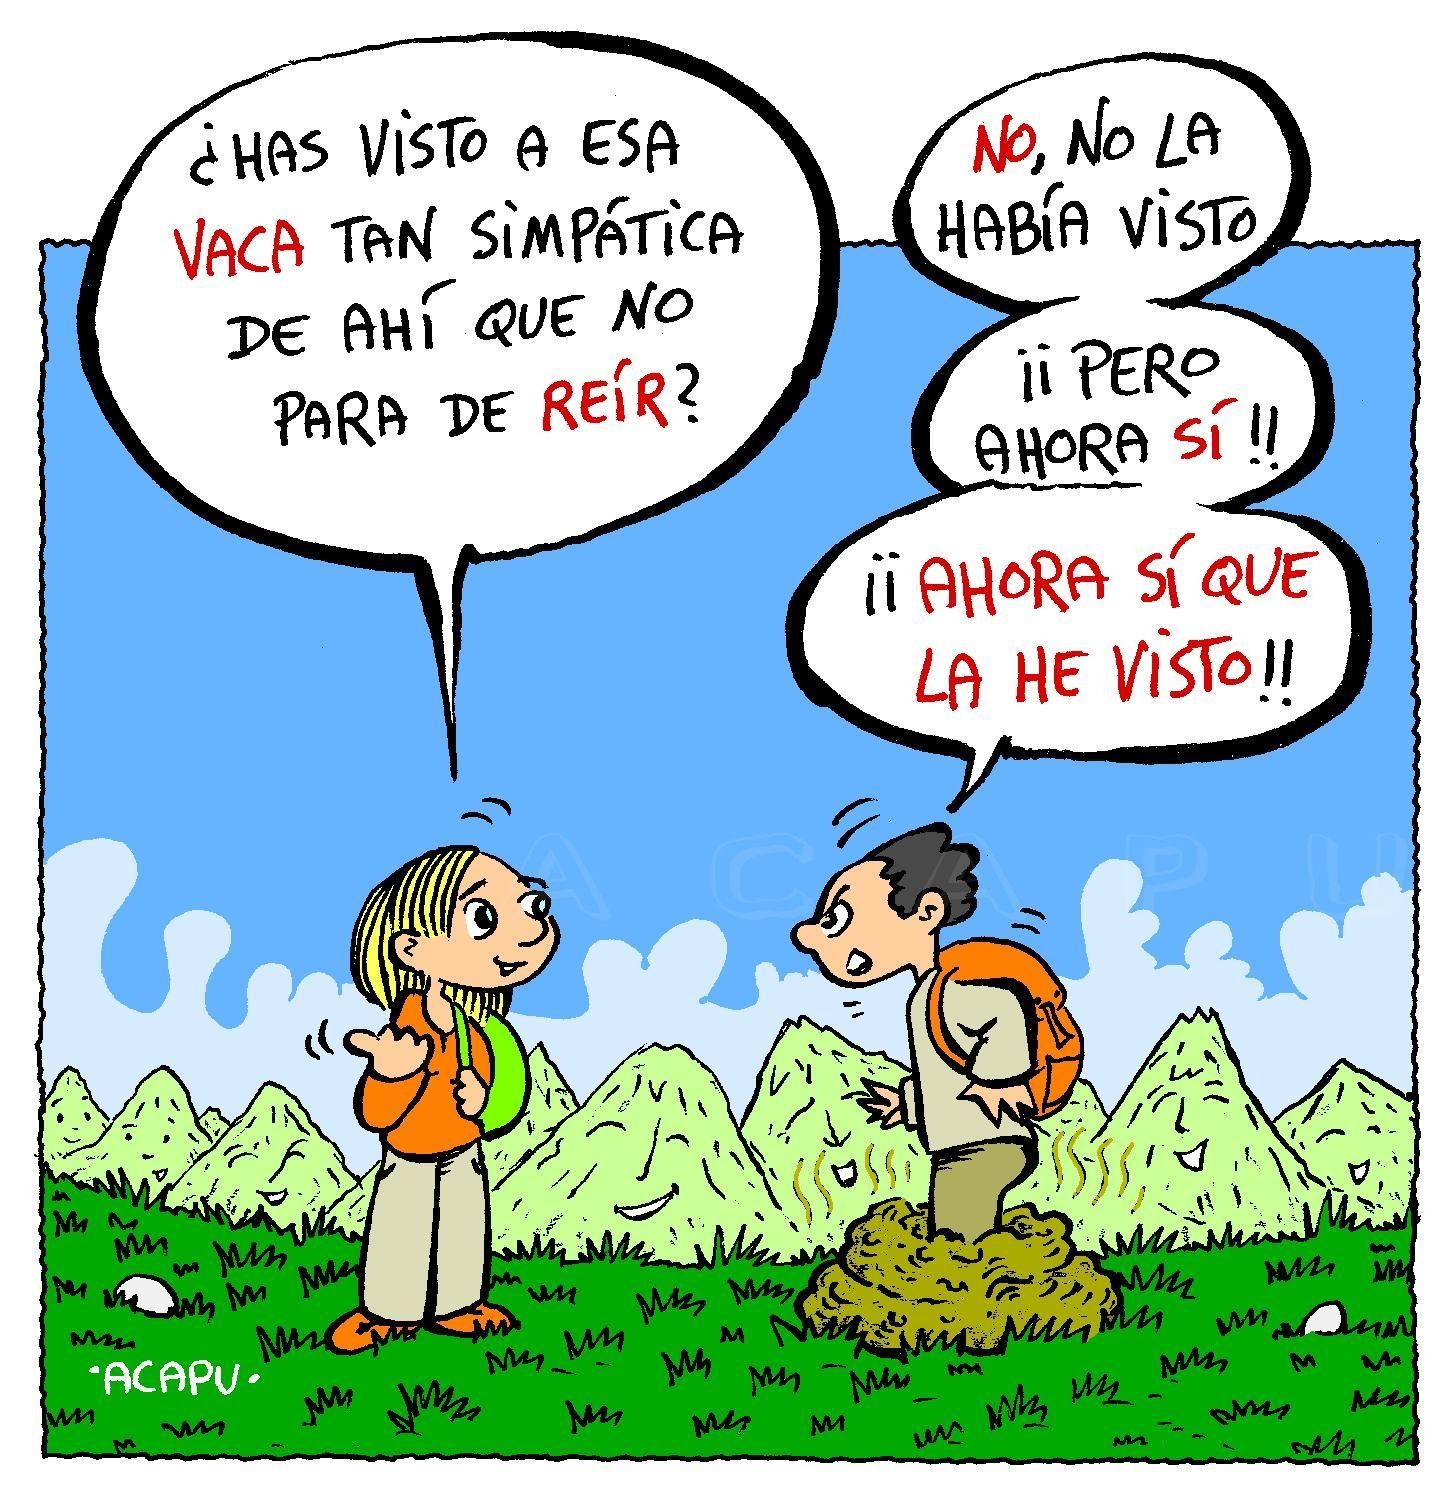 ¿HAS VISTO A ESA
VACA TAN SIMPÁTICA
DE AHÍ QUE NO
PARA DE REÍR?
NO, NO LA
HABÍA VISTO
¡¡PERO
AHORA SÍ!!
¡¡AHORA SÍ QUE
LA HE VISTO!!
ACAPU
·ACAPU·